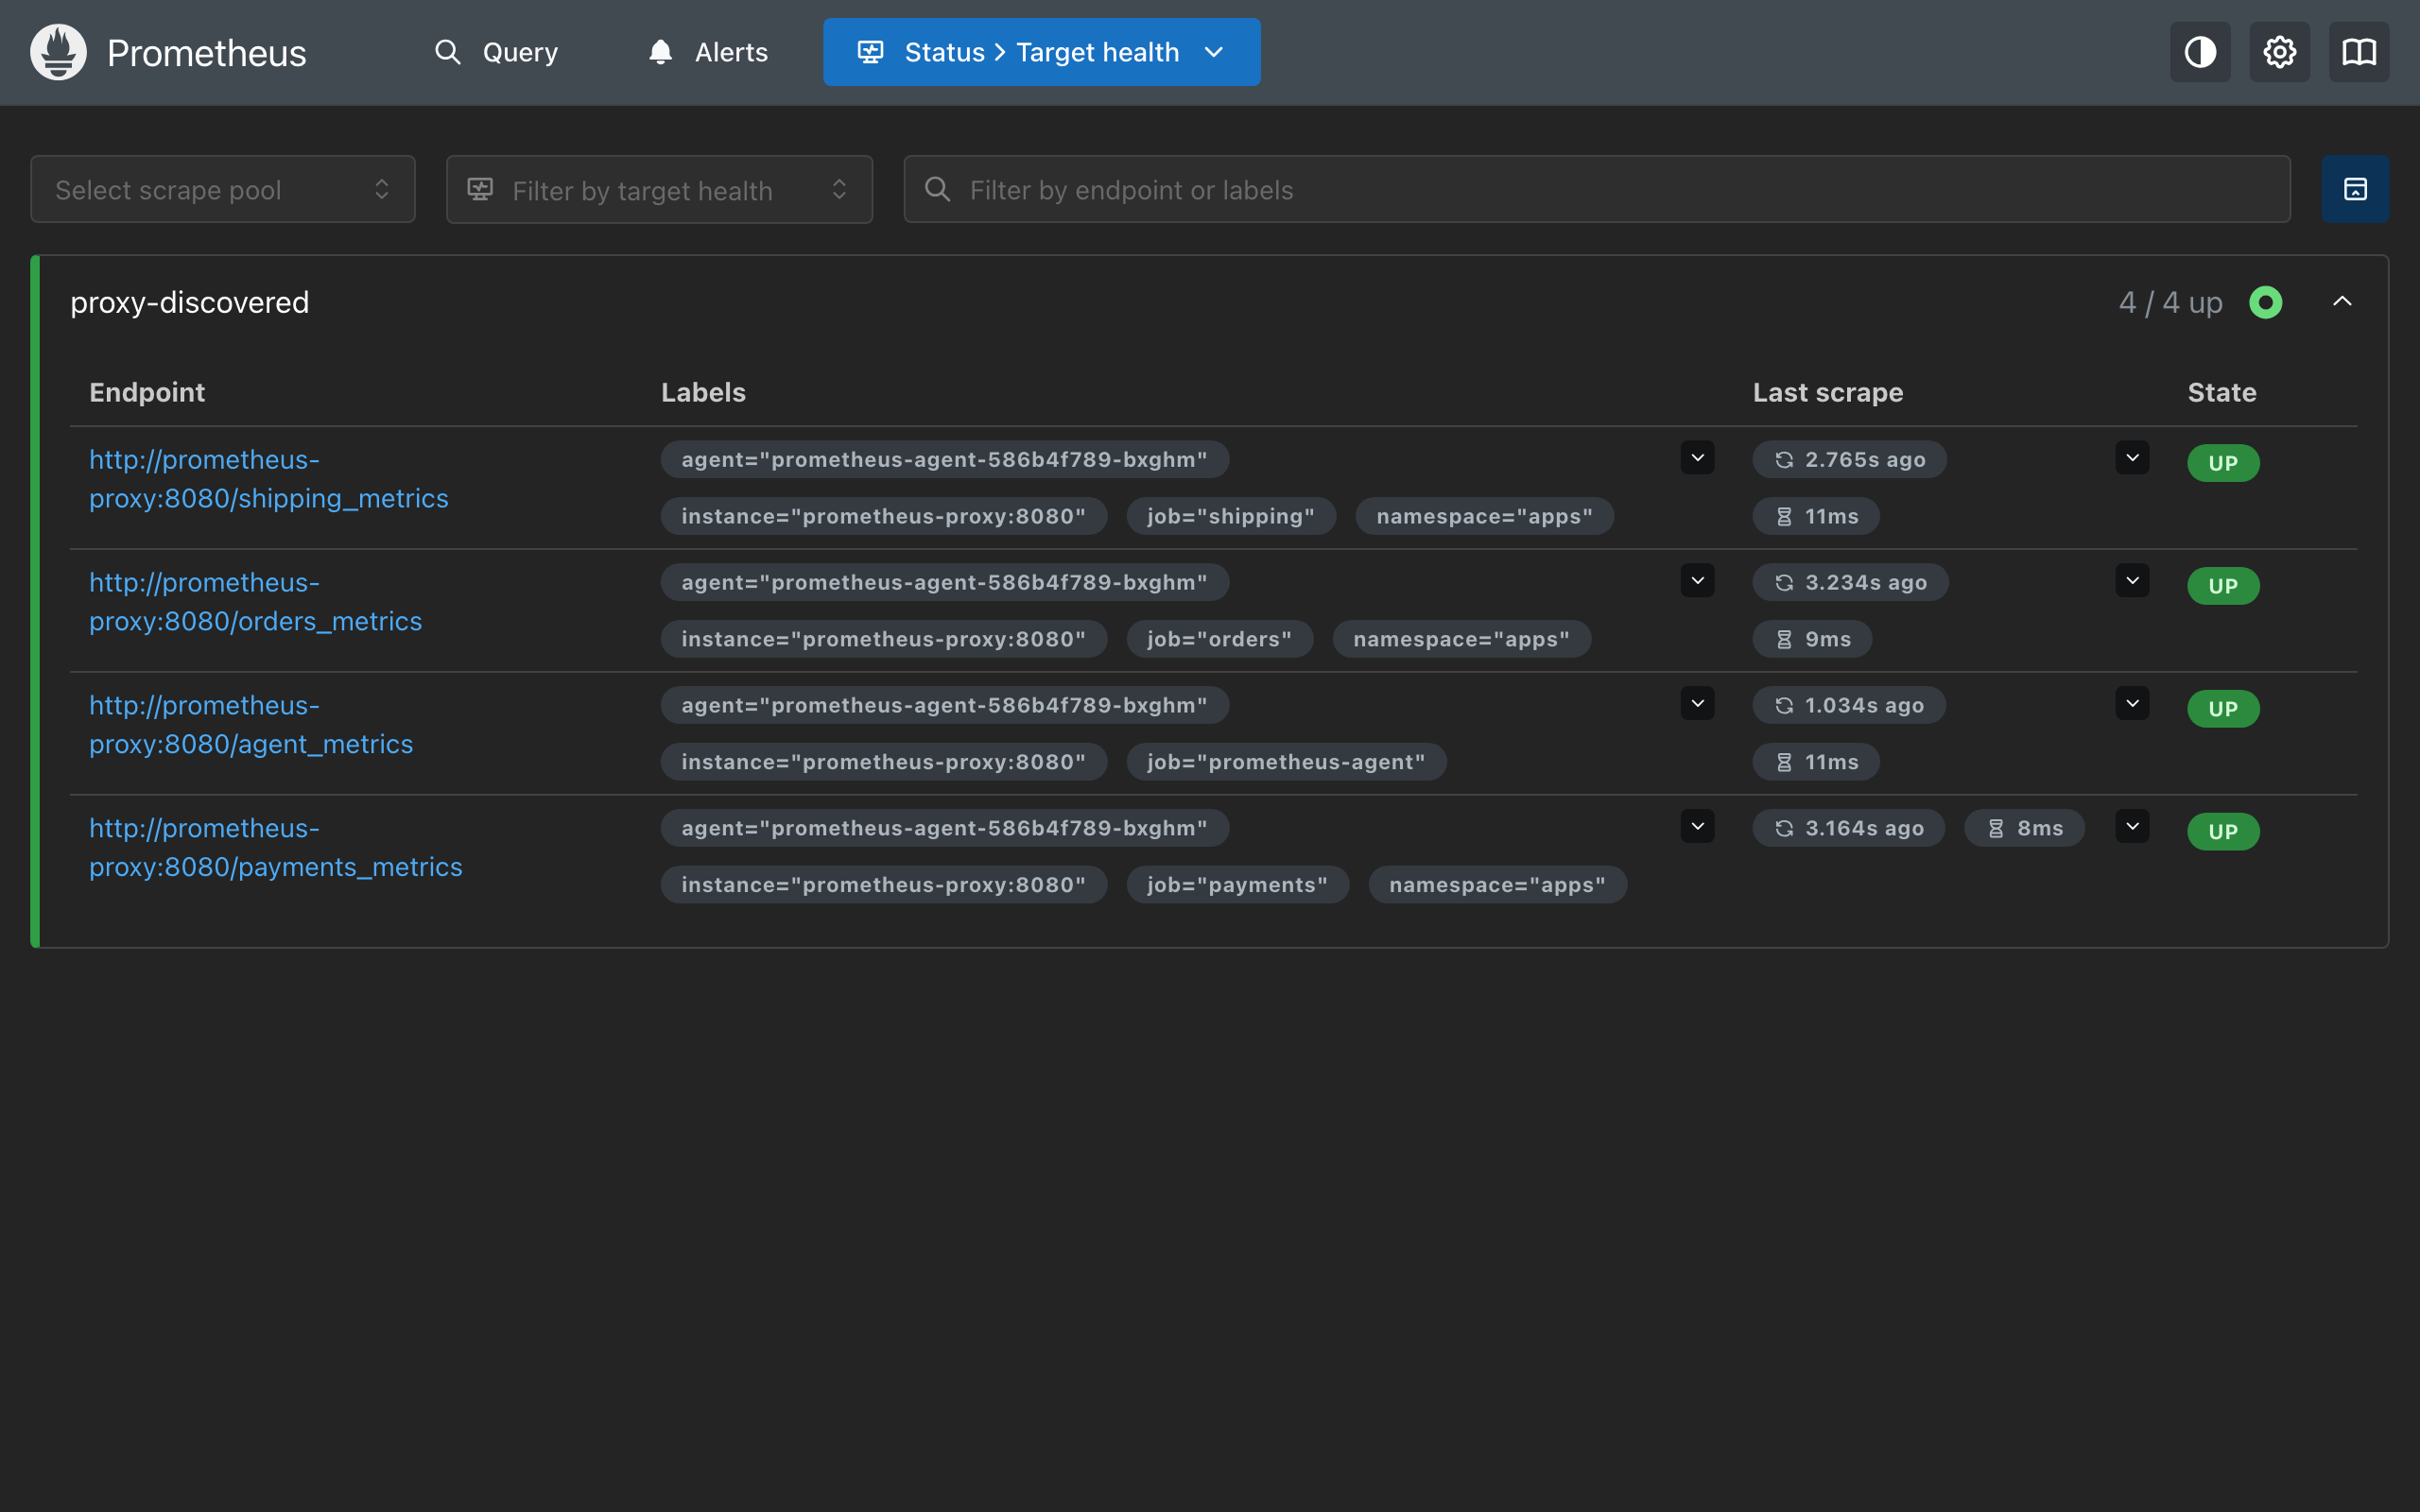 Prometheus
Query
Alerts
Status > Target health
Select scrape pool
Filter by target health
Filter by endpoint or labels
proxy-discovered
4 / 4 up
Endpoint Labels Last scrape State
http://prometheus-
proxy:8080/shipping_metrics
agent="prometheus-agent-586b4f789-bxghm"
instance="prometheus-proxy:8080" job="shipping" namespace="apps"
2.765s ago
11ms
UP
http://prometheus-
proxy:8080/orders_metrics
agent="prometheus-agent-586b4f789-bxghm"
instance="prometheus-proxy:8080" job="orders" namespace="apps"
3.234s ago
9ms
UP
http://prometheus-
proxy:8080/agent_metrics
agent="prometheus-agent-586b4f789-bxghm"
instance="prometheus-proxy:8080" job="prometheus-agent"
1.034s ago
11ms
UP
http://prometheus-
proxy:8080/payments_metrics
agent="prometheus-agent-586b4f789-bxghm"
instance="prometheus-proxy:8080" job="payments" namespace="apps"
3.164s ago 8ms
UP